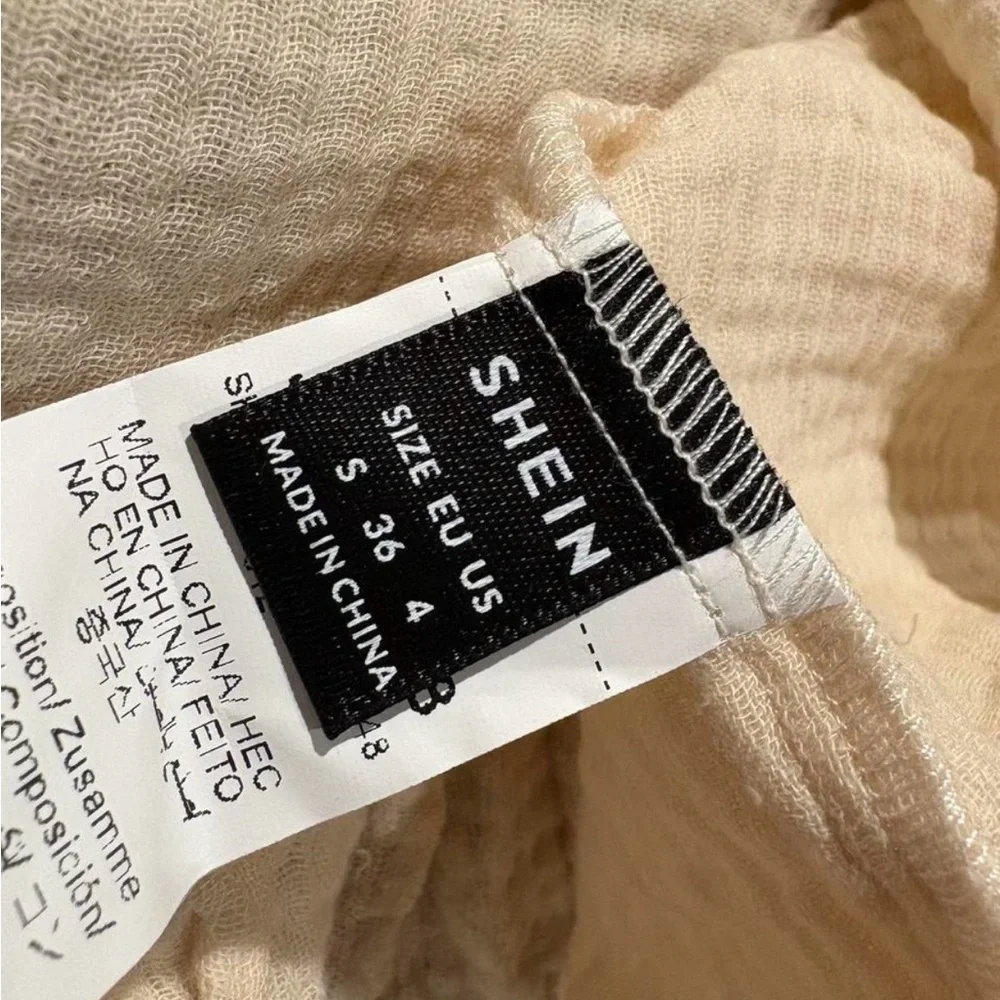 SHEIN
SIZE EU US
S 36 4
MADE IN CHINA
MADE IN CHINA/ HEC
HO EN CHINA/ FEITO
NA CHINA/
중국산
Zusamme
Composición/